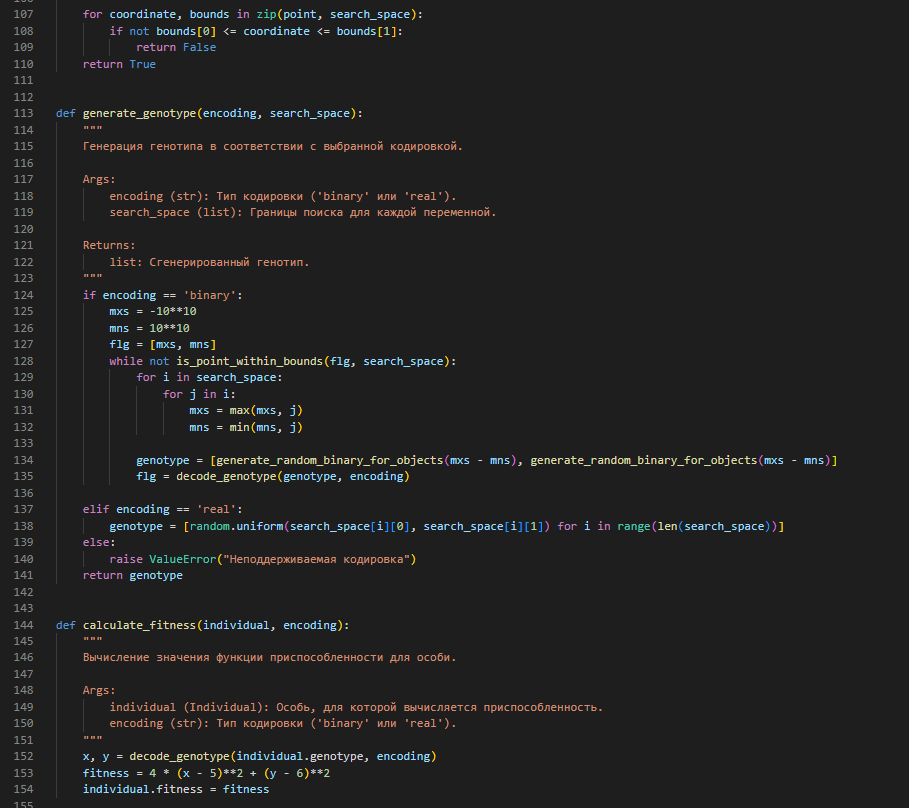 107 for coordinate, bounds in zip(point, search_space):
108 if not bounds[0] <= coordinate <= bounds[1]:
109 return False
110 return True
111
112
113 def generate_genotype(encoding, search_space):
114 """
115 Генерация генотипа в соответствии с выбранной кодировкой.
116
117 Args:
118 encoding (str): Тип кодировки ('binary' или 'real').
119 search_space (list): Границы поиска для каждой переменной.
120
121 Returns:
122 list: Сгенерированный генотип.
123 """
124 if encoding == 'binary':
125 mxs = -10**10
126 mns = 10**10
127 flg = [mxs, mns]
128 while not is_point_within_bounds(flg, search_space):
129 for i in search_space:
130 for j in i:
131 mxs = max(mxs, j)
132 mns = min(mns, j)
133
134 genotype = [generate_random_binary_for_objects(mxs - mns), generate_random_binary_for_objects(mxs - mns)]
135 flg = decode_genotype(genotype, encoding)
136
137 elif encoding == 'real':
138 genotype = [random.uniform(search_space[i][0], search_space[i][1]) for i in range(len(search_space))]
139 else:
140 raise ValueError("Неподдерживаемая кодировка")
141 return genotype
142
143
144 def calculate_fitness(individual, encoding):
145 """
146 Вычисление значения функции приспособленности для особи.
147
148 Args:
149 individual (Individual): Особь, для которой вычисляется приспособленность.
150 encoding (str): Тип кодировки ('binary' или 'real').
151 """
152 x, y = decode_genotype(individual.genotype, encoding)
153 fitness = 4 * (x - 5)**2 + (y - 6)**2
154 individual.fitness = fitness
155